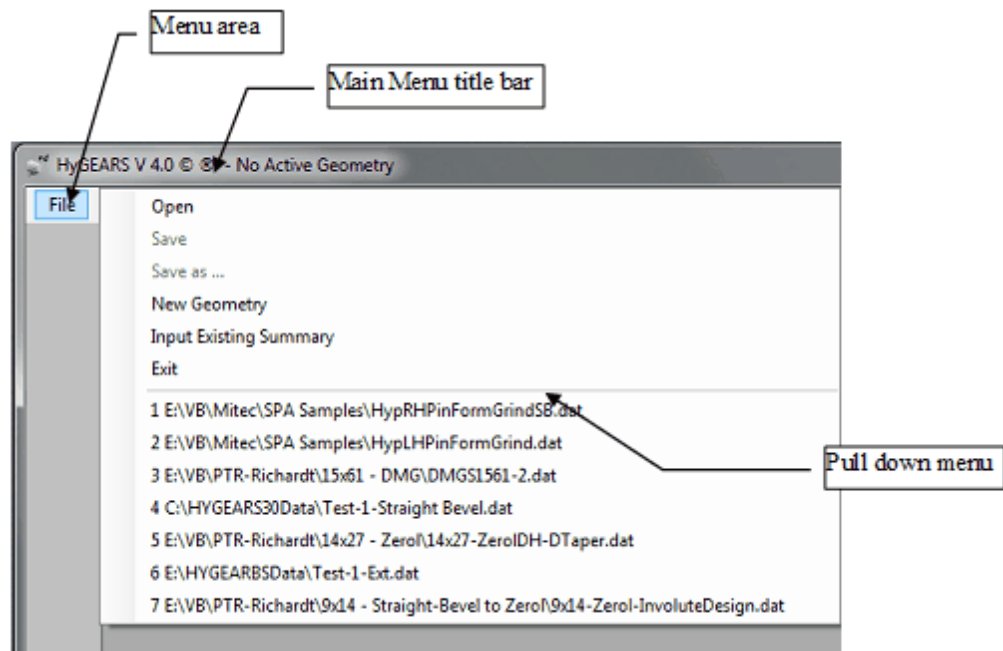 Menu area
Main Menu title bar
HyGEARS V 4.0 © ® - No Active Geometry
File
Open
Save
Save as ...
New Geometry
Input Existing Summary
Exit
1 E:\VB\Mitec\SPA Samples\HypRHPinFormGrindSB.dat
2 E:\VB\Mitec\SPA Samples\HypLHPinFormGrind.dat
3 E:\VB\PTR-Richardt\15x61 - DMG\DMGS1561-2.dat
Pull down menu
4 C:\HYGEARS30Data\Test-1-Straight Bevel.dat
5 E:\VB\PTR-Richardt\14x27 - Zerol\14x27-ZerolDH-DTaper.dat
6 E:\HYGEARBSData\Test-1-Ext.dat
7 E:\VB\PTR-Richardt\9x14 - Straight-Bevel to Zerol\9x14-Zerol-InvoluteDesign.dat